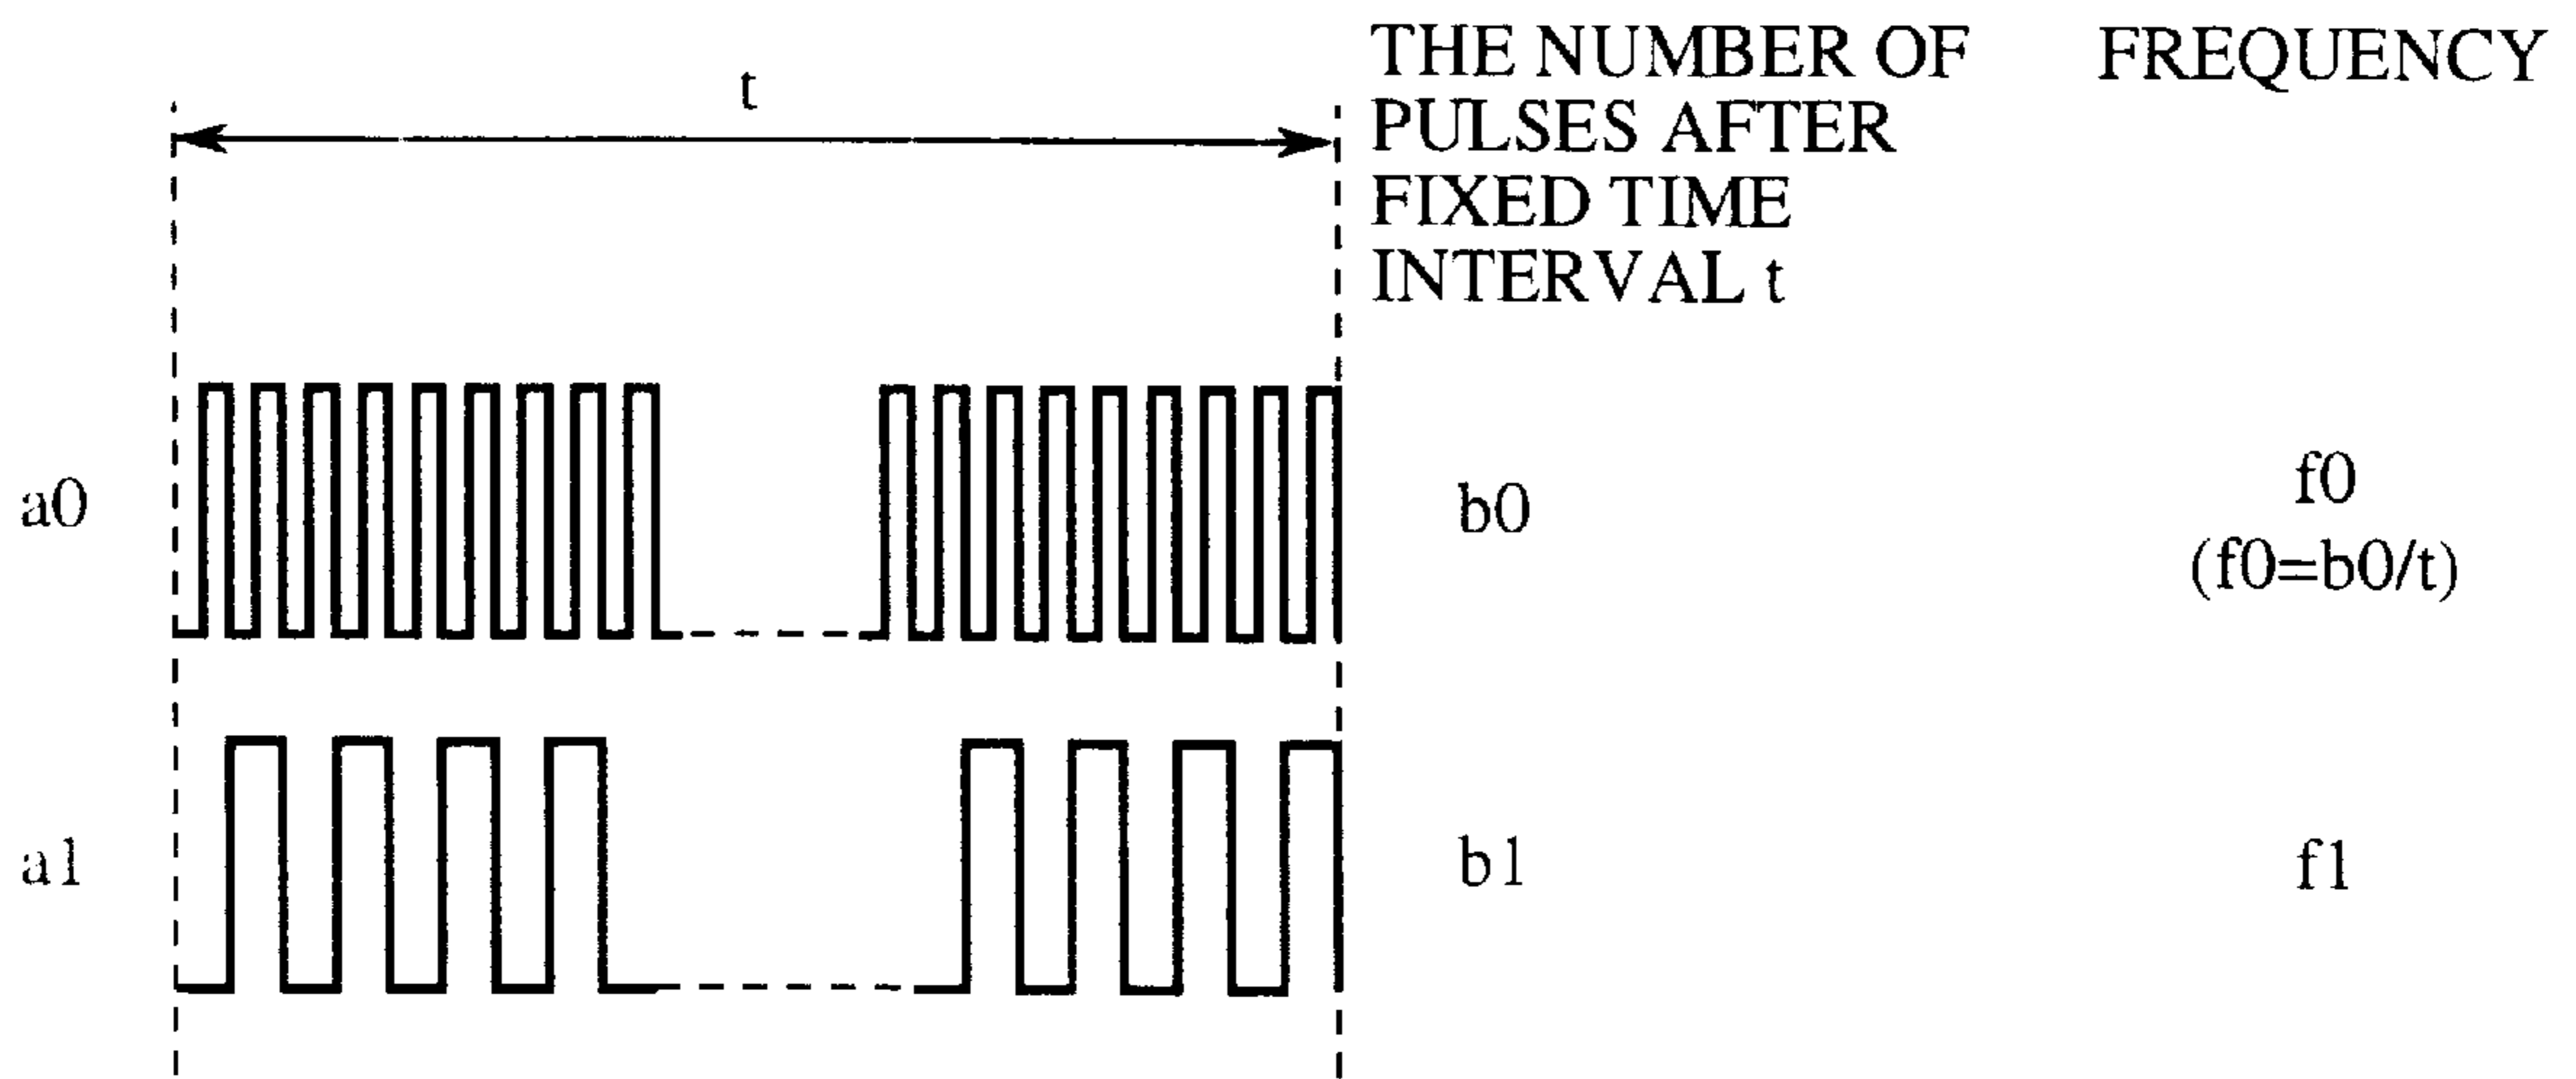 t
THE NUMBER OF
PULSES AFTER
FIXED TIME
INTERVAL t
FREQUENCY
a0
b0
f0
(f0=b0/t)
a1
b1
f1